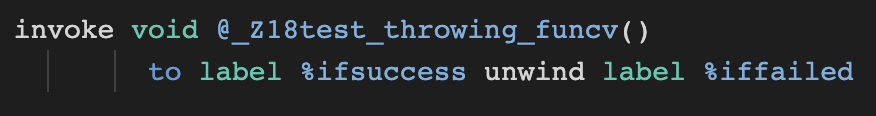 invoke void @_Z18test_throwing_funcv()
to label %ifsuccess unwind label %iffailed